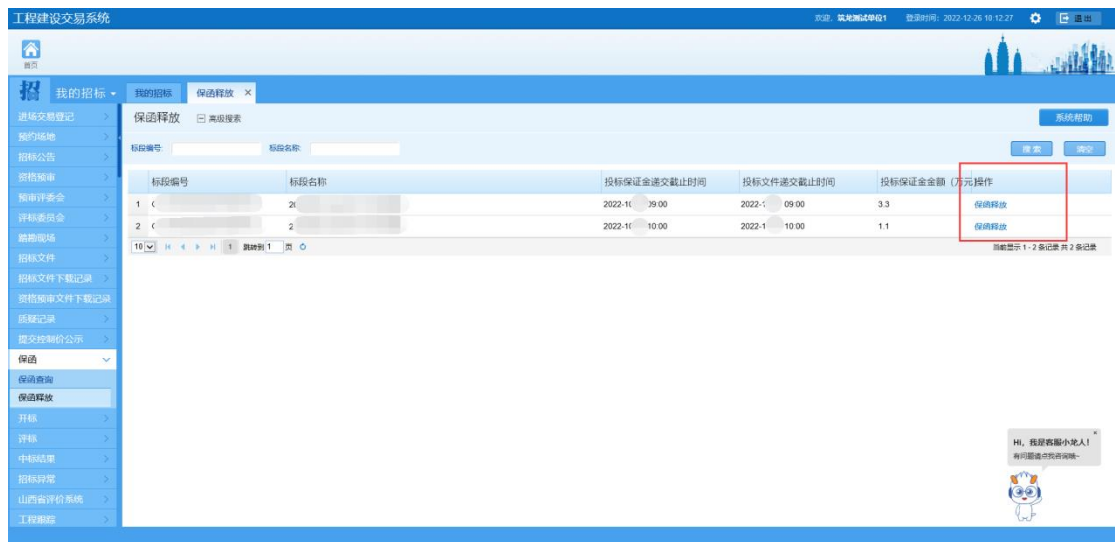 工程建设交易系统
欢迎, 筑龙测试单位1 登录时间: 2022-12-26 10:12:27 退出
首页
招 我的招标
我的招标 保函释放 ×
进场交易登记
预约场地
招标公告
资格预审
预审评委会
评标委员会
踏勘现场
招标文件
招标文件下载记录
资格预审文件下载记录
质疑记录
提交控制价公示
保函
保函查询
保函释放
开标
评标
中标结果
招标异常
山西省评价系统
工程跟踪
保函释放 高级搜索 系统帮助
标段编号: 标段名称: 搜索 清空
标段编号 标段名称 投标保证金递交截止时间 投标文件递交截止时间 投标保证金金额 (万元) 操作
1 2022-10 09:00 09:00 3.3 保函释放
2 2022-10 10:00 2022-1 10:00 1.1 保函释放
10 1 跳转到 1 页 当前显示 1 - 2 条记录 共 2 条记录
Hi, 我是客服小龙人!
有问题请点我咨询哦~